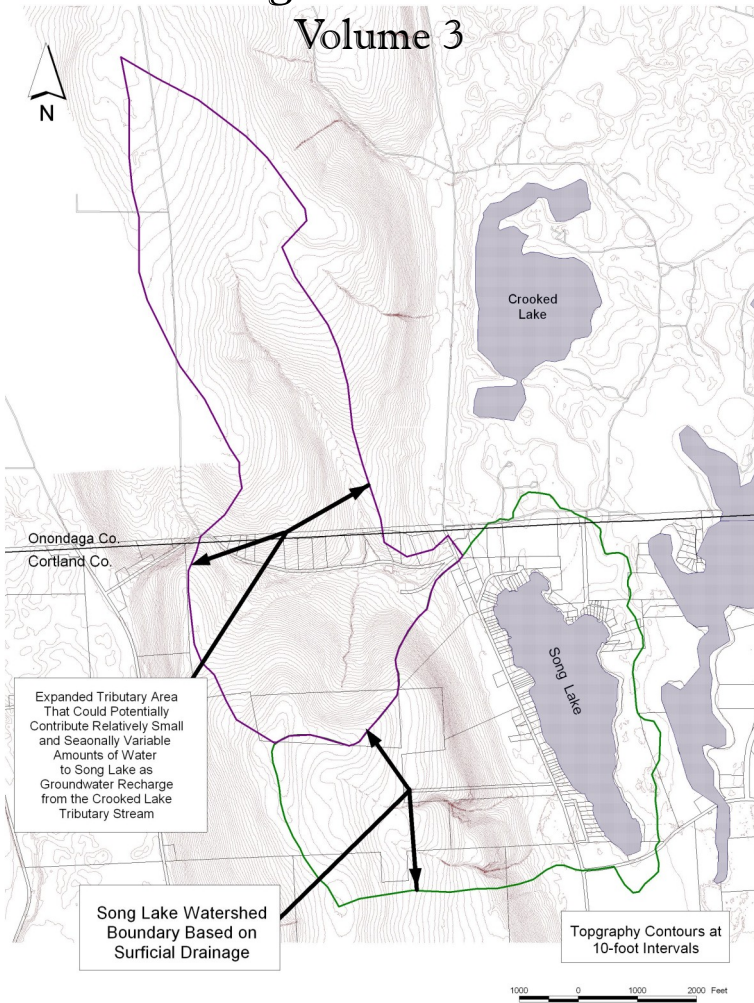 Volume 3
N
Crooked
Lake
Onondaga Co.
Cortland Co.
Song Lake
Expanded Tributary Area
That Could Potentially
Contribute Relatively Small
and Seaonally Variable
Amounts of Water
to Song Lake as
Groundwater Recharge
from the Crooked Lake
Tributary Stream
Song Lake Watershed
Boundary Based on
Surficial Drainage
Topgraphy Contours at
10-foot Intervals
1000 0 1000 2000 Feet